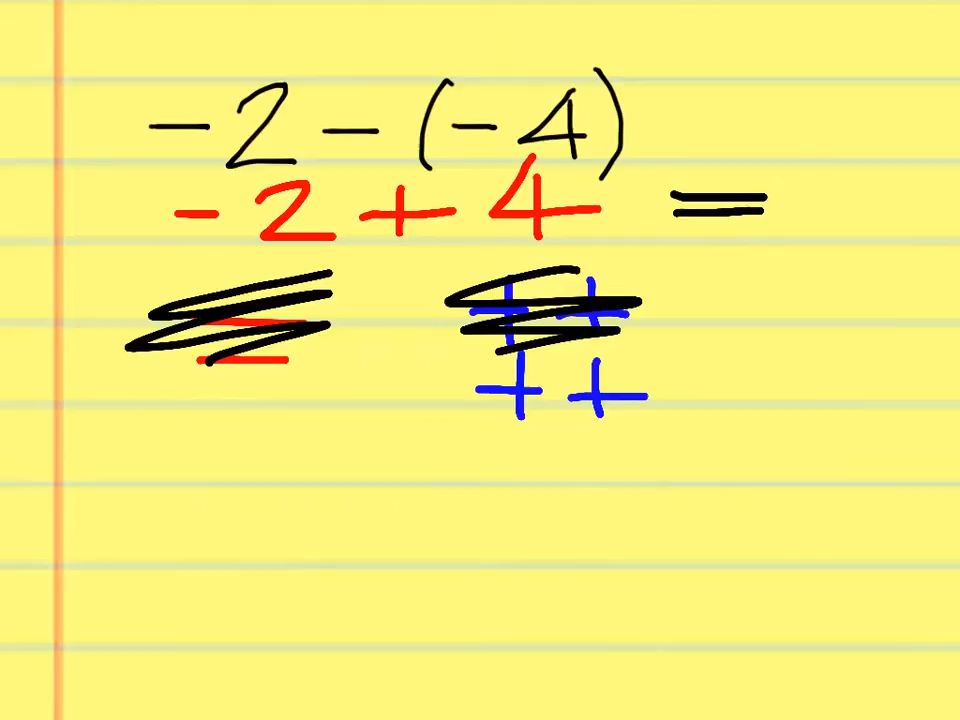 -2 - (-4)
-2 + 4 =
- + +
- + +